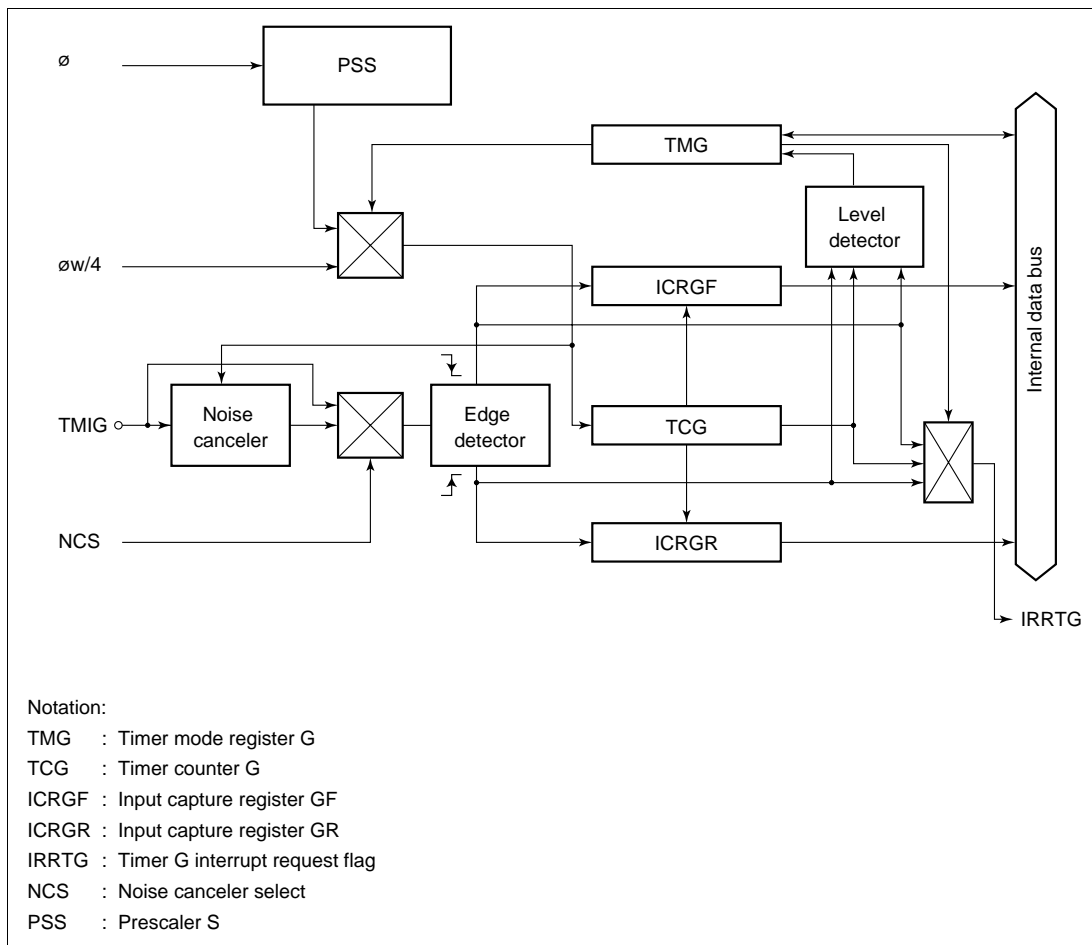 ø
PSS
TMG
Level
detector
øw/4
ICRGF
Internal data bus
TMIG
Noise
canceler
Edge
detector
TCG
NCS
ICRGR
IRRTG
Notation:
TMG : Timer mode register G
TCG : Timer counter G
ICRGF : Input capture register GF
ICRGR : Input capture register GR
IRRTG : Timer G interrupt request flag
NCS : Noise canceler select
PSS : Prescaler S